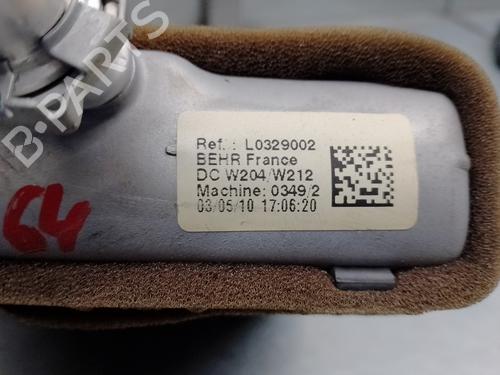 B-PARTS
Ref. : L0329002
BEHR France
DC W204/W212
Machine: 0349/2
03/05/10 17:06:20
64